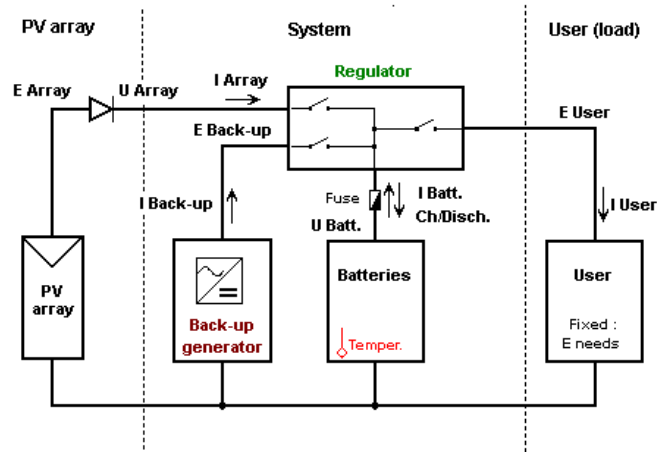 PV array
System
User (load)
I Array
Regulator
E Array
U Array
E User
E Back-up
I Back-up
Fuse
I Batt.
Ch/Disch.
U Batt.
I User
PV
array
Back-up
generator
Batteries
Temper.
User
Fixed :
E needs